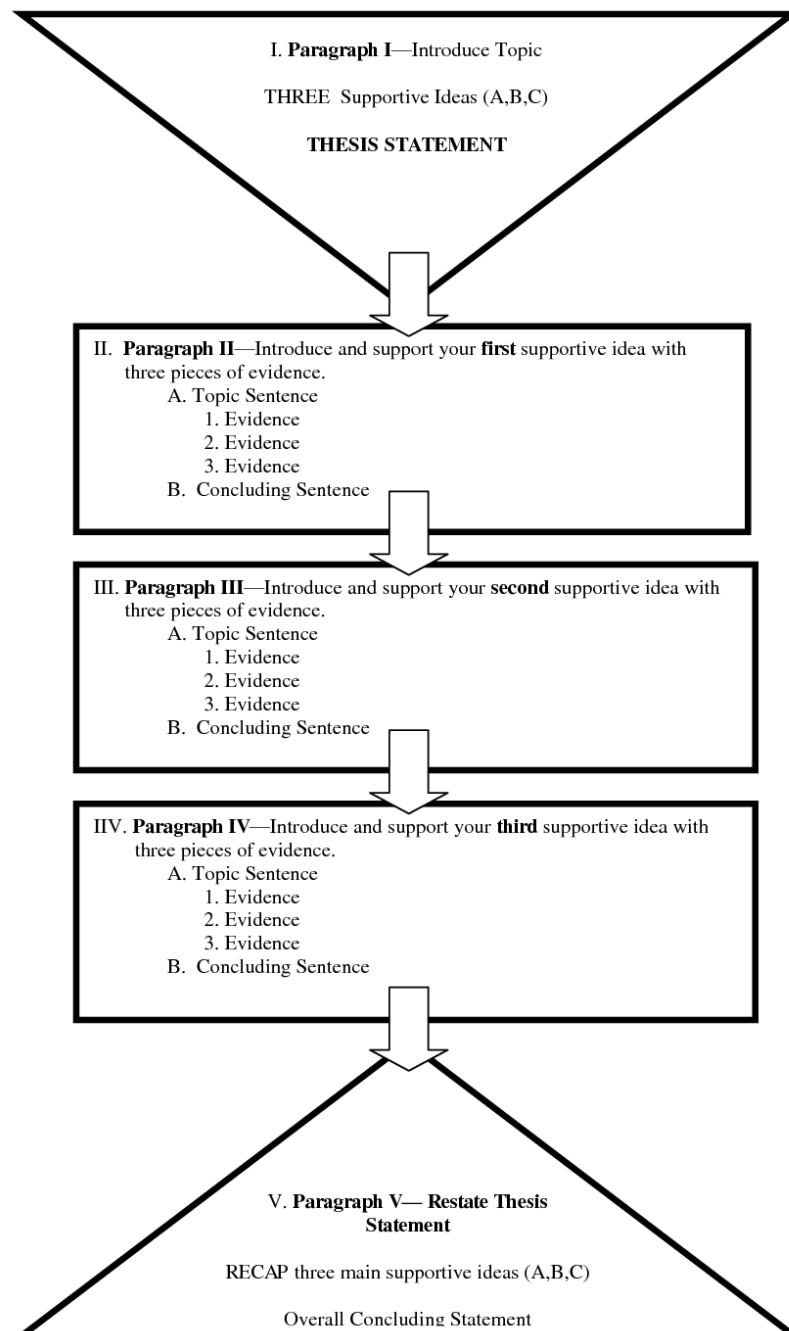 I. Paragraph I—Introduce Topic
THREE Supportive Ideas (A,B,C)
THESIS STATEMENT
II. Paragraph II—Introduce and support your first supportive idea with
three pieces of evidence.
A. Topic Sentence
1. Evidence
2. Evidence
3. Evidence
B. Concluding Sentence
III. Paragraph III—Introduce and support your second supportive idea with
three pieces of evidence.
A. Topic Sentence
1. Evidence
2. Evidence
3. Evidence
B. Concluding Sentence
IIV. Paragraph IV—Introduce and support your third supportive idea with
three pieces of evidence.
A. Topic Sentence
1. Evidence
2. Evidence
3. Evidence
B. Concluding Sentence
V. Paragraph V— Restate Thesis
Statement
RECAP three main supportive ideas (A,B,C)
Overall Concluding Statement